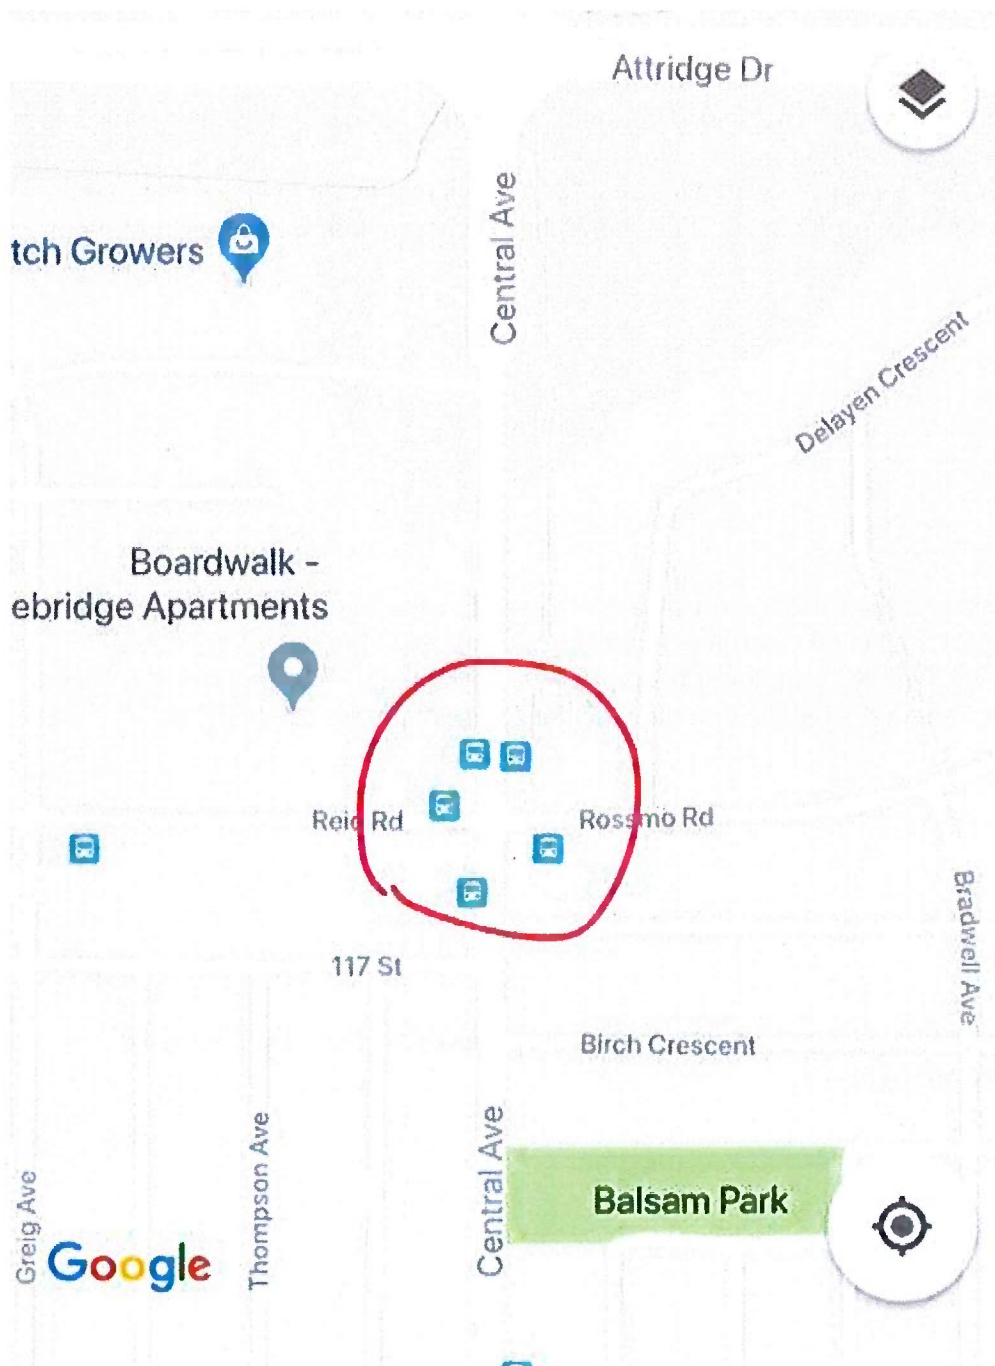 Attridge Dr
Central Ave
tch Growers
Delayen Crescent
Boardwalk -
ebridge Apartments
Reid Rd
Rossmo Rd
Bradwell Ave
117 St
Birch Crescent
Central Ave
Thompson Ave
Greig Ave
Balsam Park
Google